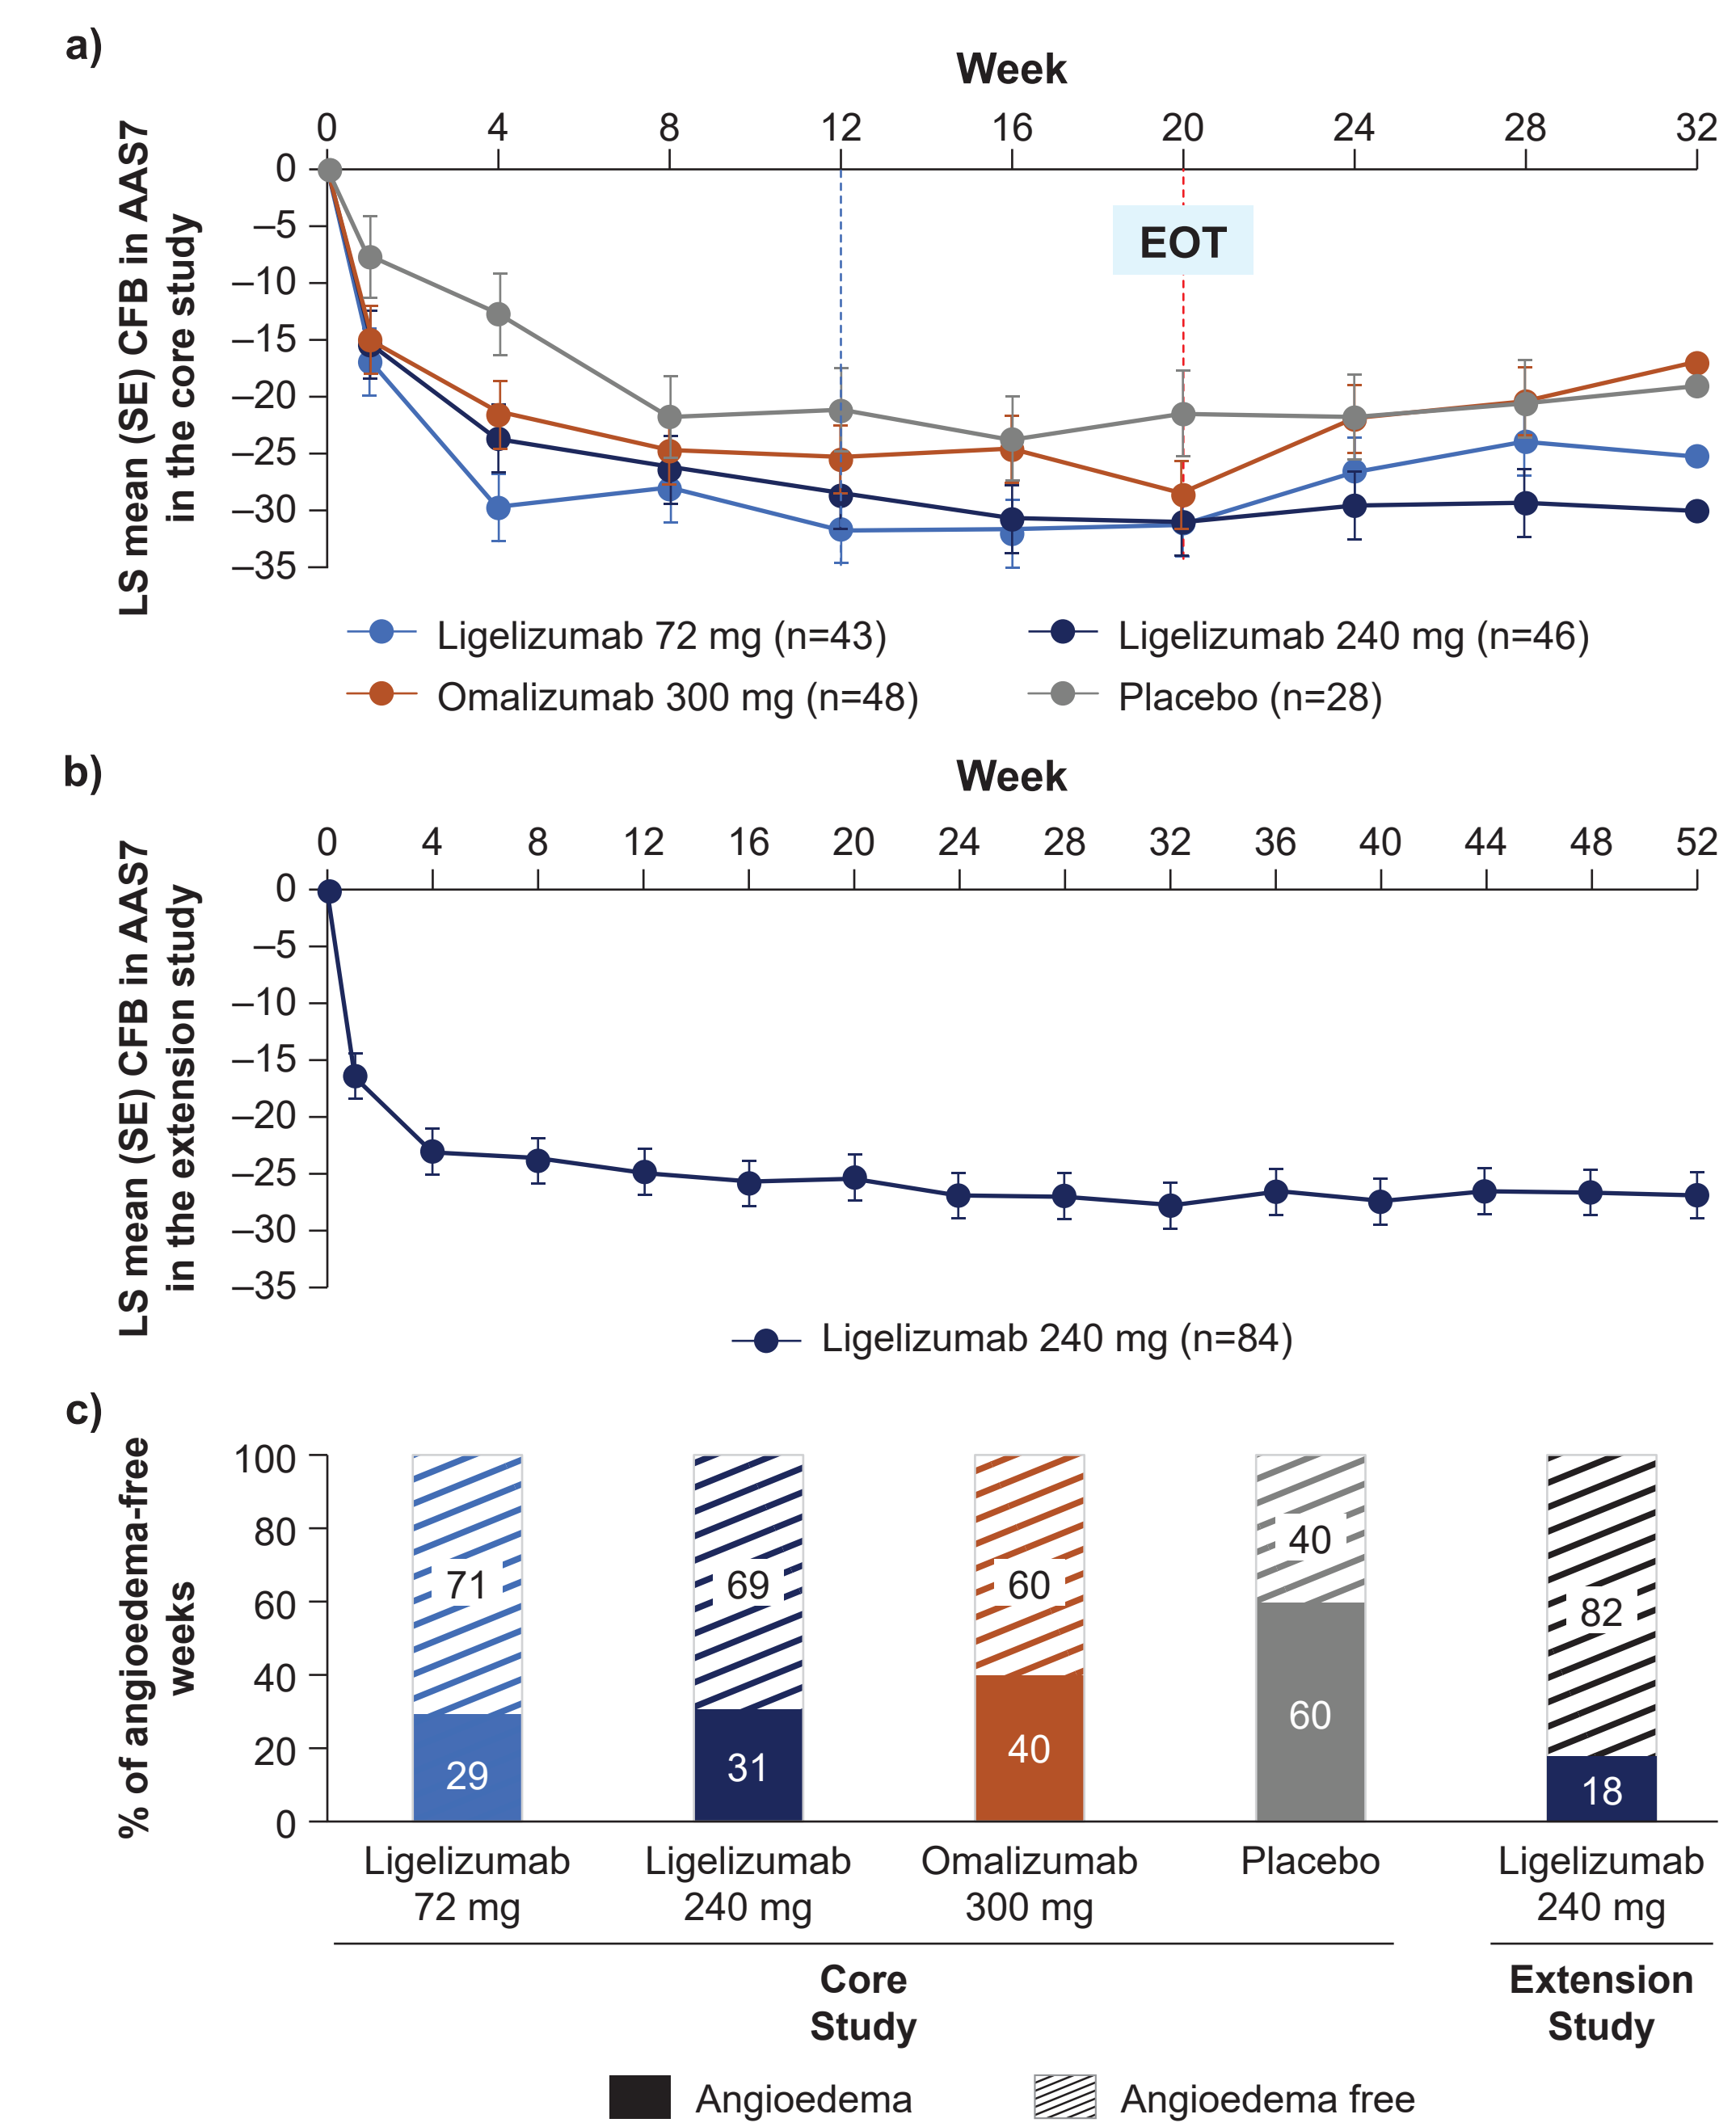 a)
Week
0 4 8 12 16 20 24 28 32
LS mean (SE) CFB in AAS7
in the core study
0
–5
–10
–15
–20
–25
–30
–35
EOT
Ligelizumab 72 mg (n=43)
Ligelizumab 240 mg (n=46)
Omalizumab 300 mg (n=48)
Placebo (n=28)
b)
Week
0 4 8 12 16 20 24 28 32 36 40 44 48 52
LS mean (SE) CFB in AAS7
in the extension study
0
–5
–10
–15
–20
–25
–30
–35
Ligelizumab 240 mg (n=84)
c)
% of angioedema-free
weeks
100
80
60
40
20
0
71
29
69
31
60
40
40
60
82
18
Ligelizumab
72 mg
Ligelizumab
240 mg
Omalizumab
300 mg
Placebo
Ligelizumab
240 mg
Core
Study
Extension
Study
Angioedema
Angioedema free